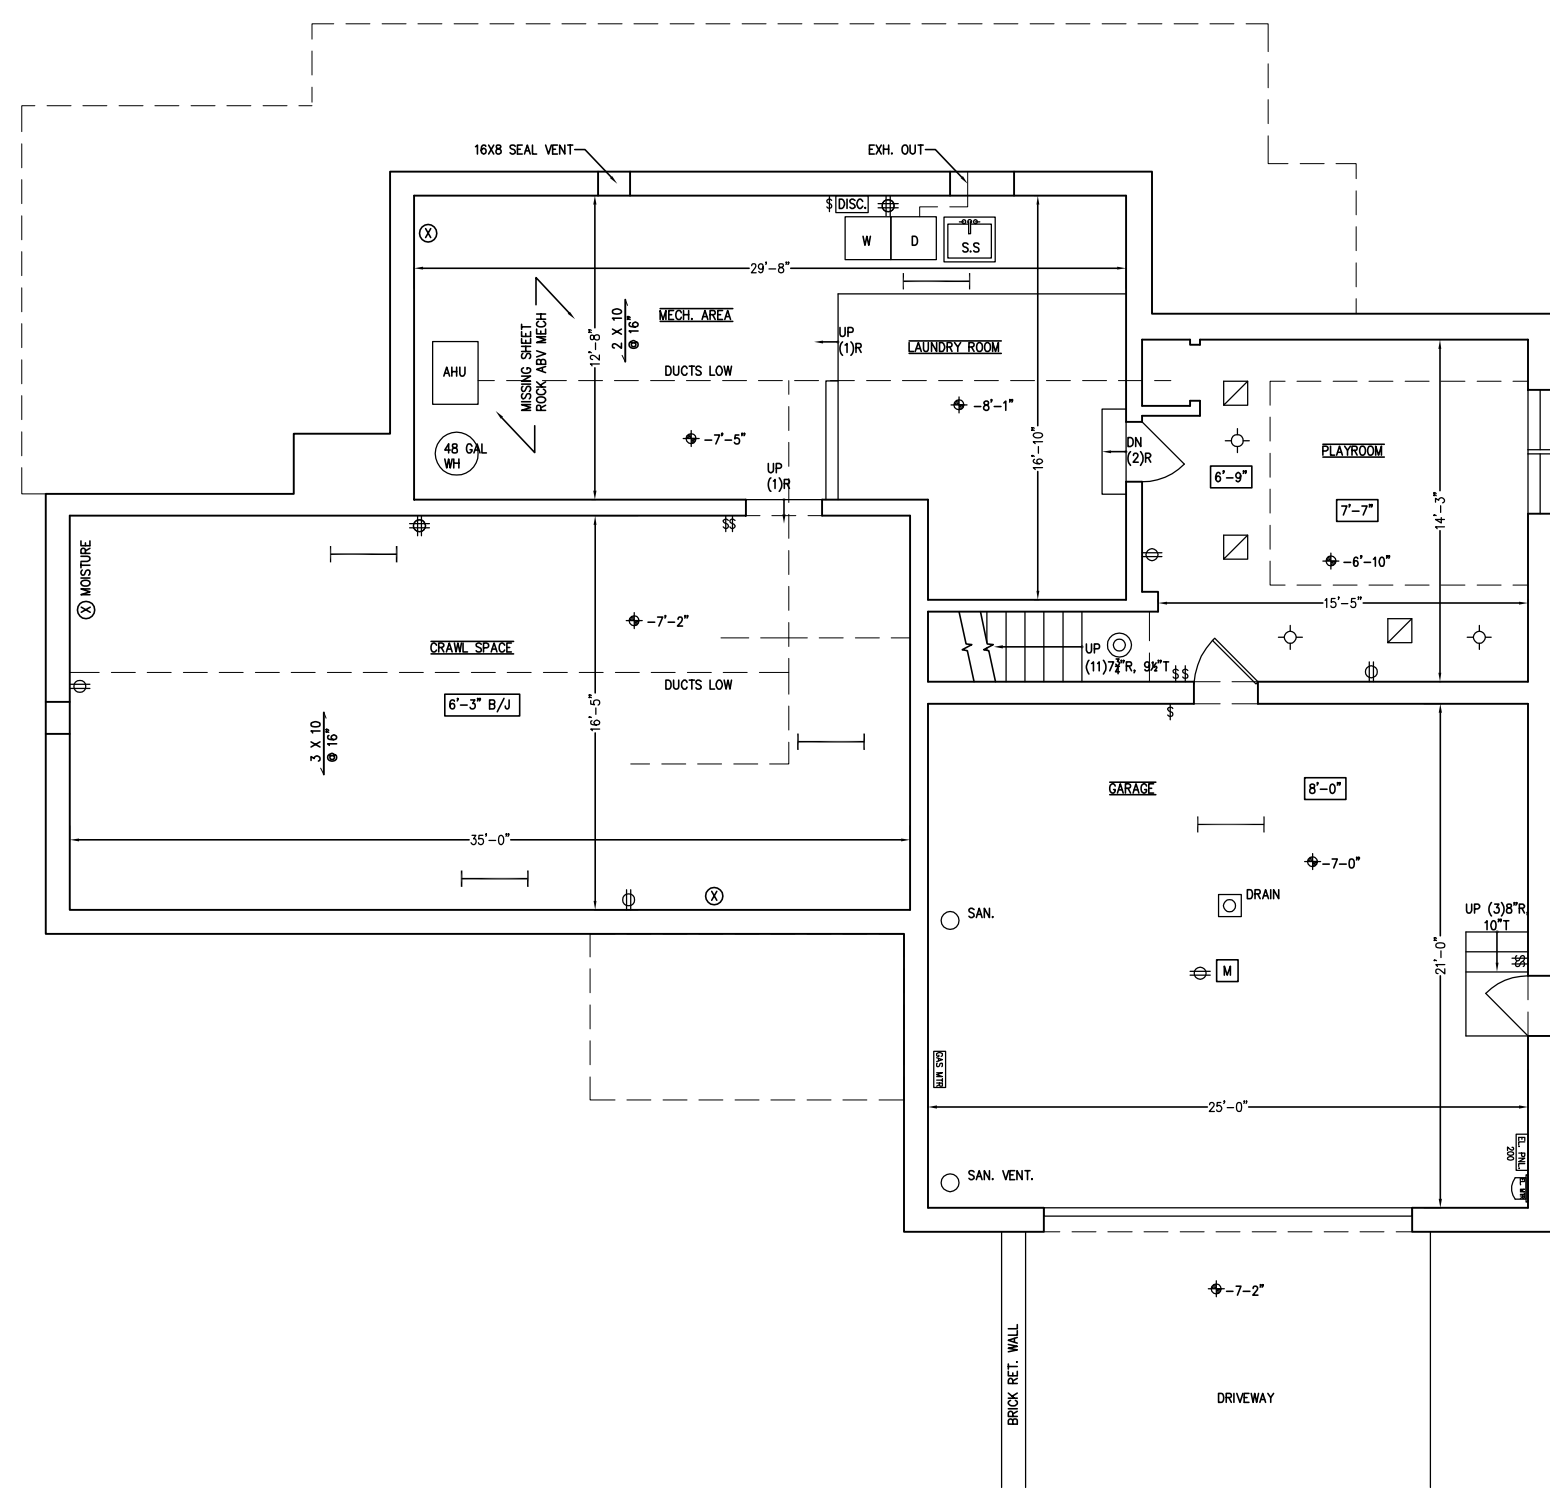 16X8 SEAL VENT
EXH. OUT
$
DISC.
W
D
S.S
X
29'-8"
MISSING SHEET
ROCK ABV MECH
2 X 10
@ 16"
MECH. AREA
12'-8"
UP
(1)R
LAUNDRY ROOM
AHU
DUCTS LOW
-8'-1"
-7'-5"
16'-10"
48 GAL
WH
UP
(1)R
DN
(2)R
PLAYROOM
6'-9"
7'-7"
14'-3"
-6'-10"
15'-5"
$$
X MOISTURE
-7'-2"
CRAWL SPACE
DUCTS LOW
6'-3" B/J
16'-5"
3 X 10
@ 16"
35'-0"
X
UP
(11)7¾"R, 9½"T
$$
$
GARAGE
8'-0"
-7-0"
DRAIN
SAN.
M
UP (3)8"R,
10"T
$$
21'-0"
GAS MTR
25'-0"
EL. PNL.
200
EL MTR
SAN. VENT.
-7-2"
BRICK RET. WALL
DRIVEWAY